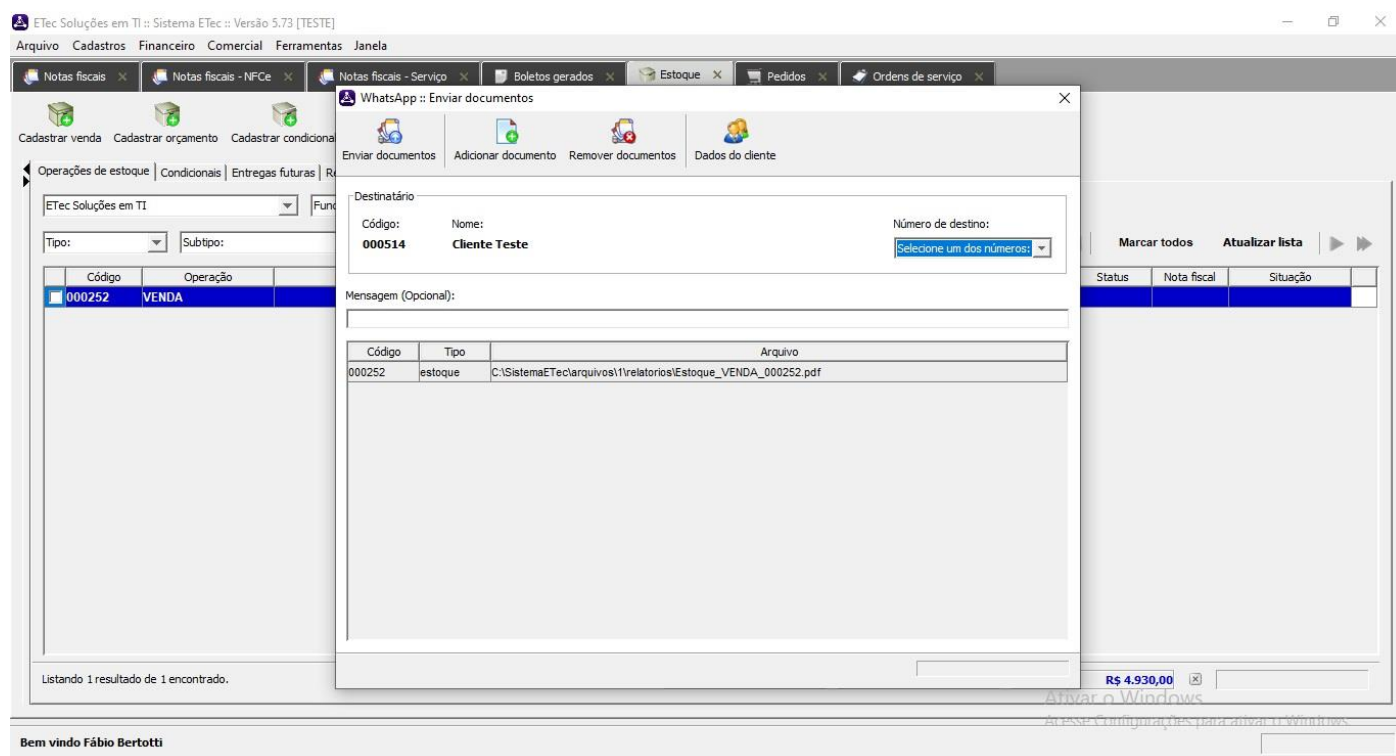 ETec Soluções em TI :: Sistema ETec :: Versão 5.73 [TESTE]
Arquivo Cadastros Financeiro Comercial Ferramentas Janela
Notas fiscais Notas fiscais - NFCe Notas fiscais - Serviço Boletos gerados Estoque Pedidos Ordens de serviço
WhatsApp :: Enviar documentos
Cadastrar venda Cadastrar orçamento Cadastrar condiciona
Enviar documentos Adicionar documento Remover documentos Dados do cliente
Operações de estoque Condicionais Entregas futuras R
Destinatário
ETec Soluções em TI Func
Código: Nome: Número de destino:
000514 Cliente Teste Selecione um dos números:
Tipo: Subtipo: Marcar todos Atualizar lista
Código Operação Status Nota fiscal Situação
000252 VENDA
Mensagem (Opcional):
Código Tipo Arquivo
000252 estoque C:\SistemaETec\arquivos\1\relatorios\Estoque_VENDA_000252.pdf
Listando 1 resultado de 1 encontrado. R$ 4.930,00
Ativar o Windows
Acesse Configurações para ativar o Windows.
Bem vindo Fábio Bertotti